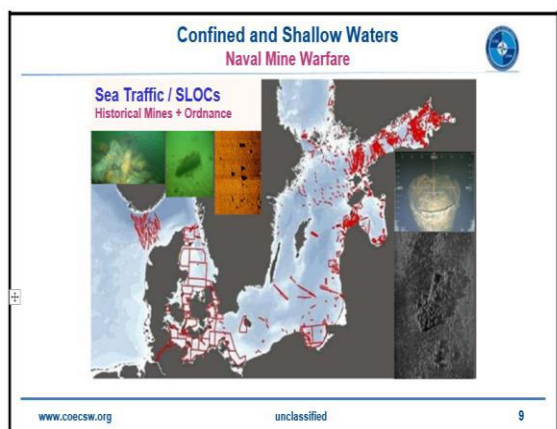 Confined and Shallow Waters
Naval Mine Warfare
Sea Traffic / SLOCs
Historical Mines + Ordnance
www.coecsw.org
unclassified
9